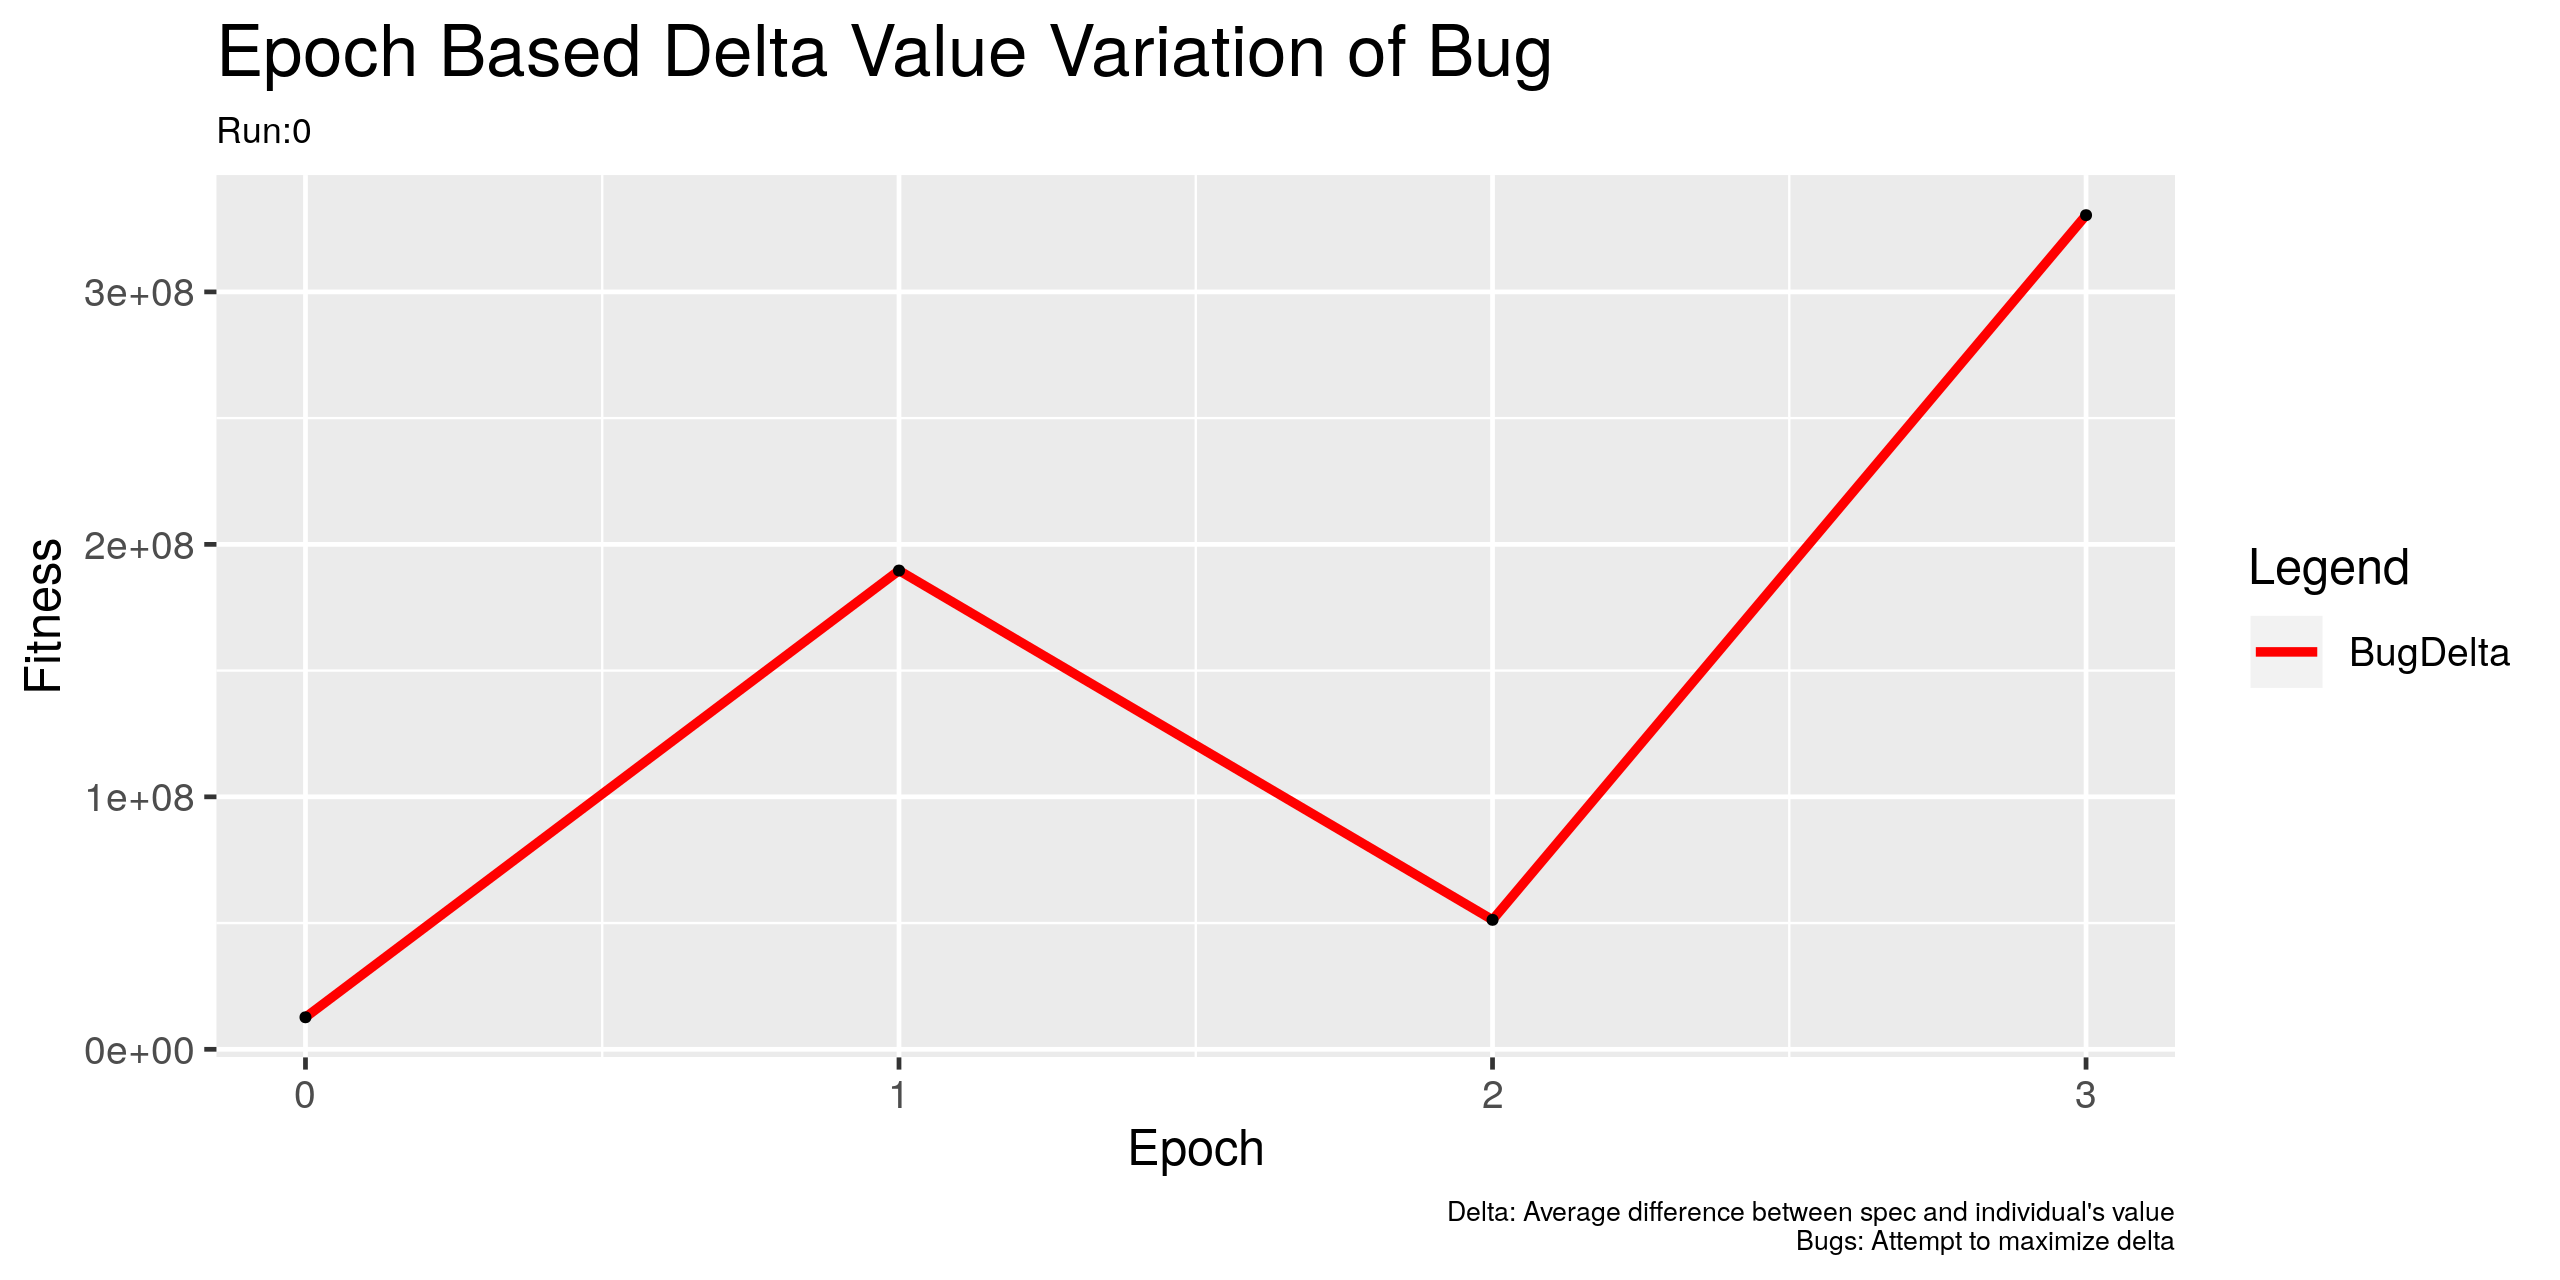 Epoch Based Delta Value Variation of Bug
Run:0
Fitness
3e+08
2e+08
1e+08
0e+00
0 1 2 3
Epoch
Legend
BugDelta
Delta: Average difference between spec and individual's value
Bugs: Attempt to maximize delta